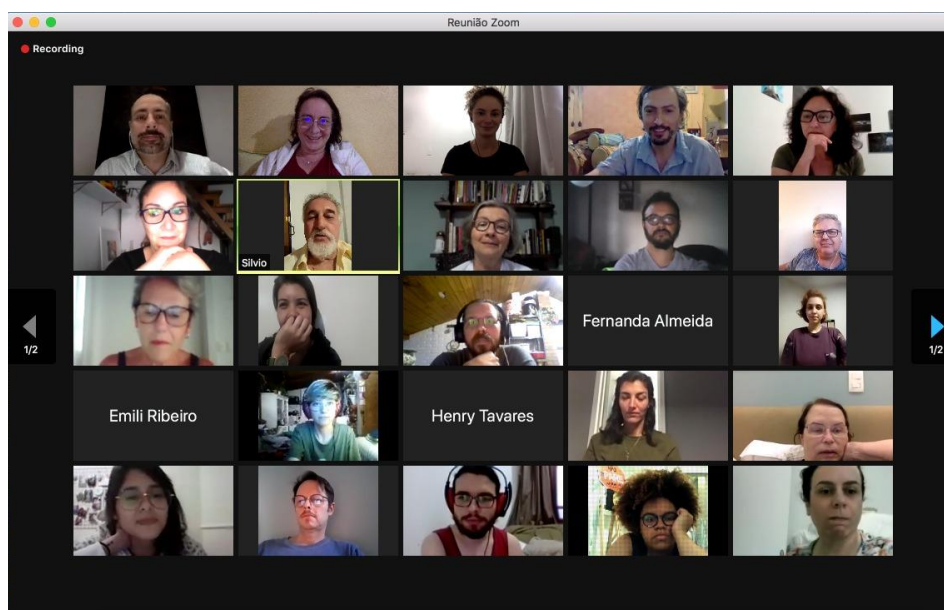 Reunião Zoom
Recording
Silvio
Fernanda Almeida
1/2
1/2
Emili Ribeiro
Henry Tavares